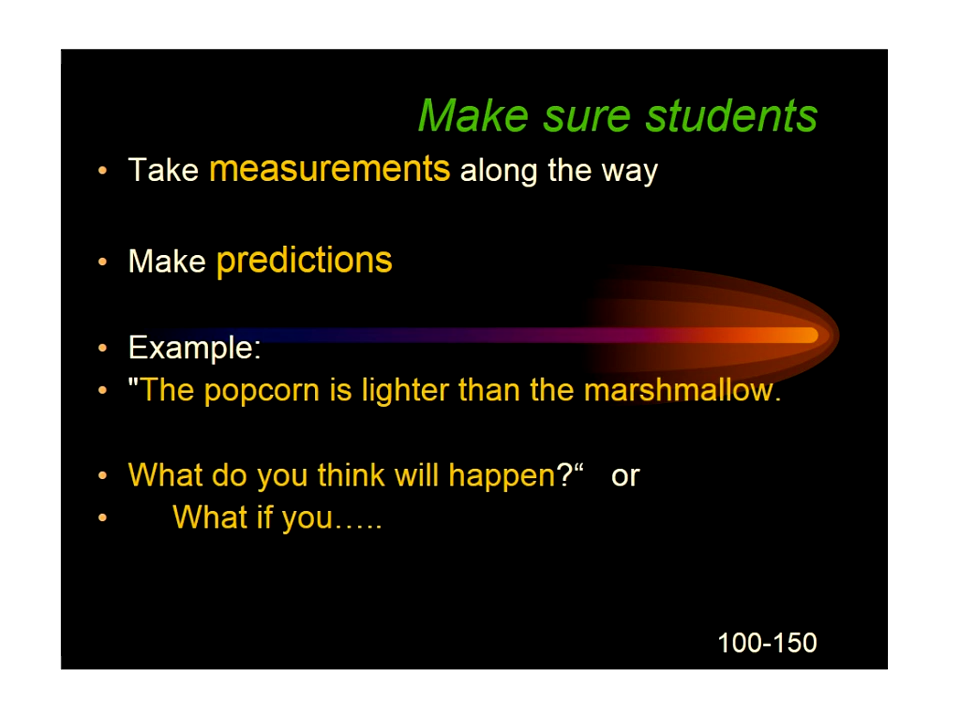 Make sure students
• Take measurements along the way
• Make predictions
• Example:
• "The popcorn is lighter than the marshmallow.
• What do you think will happen?“ or
• What if you…..
100-150